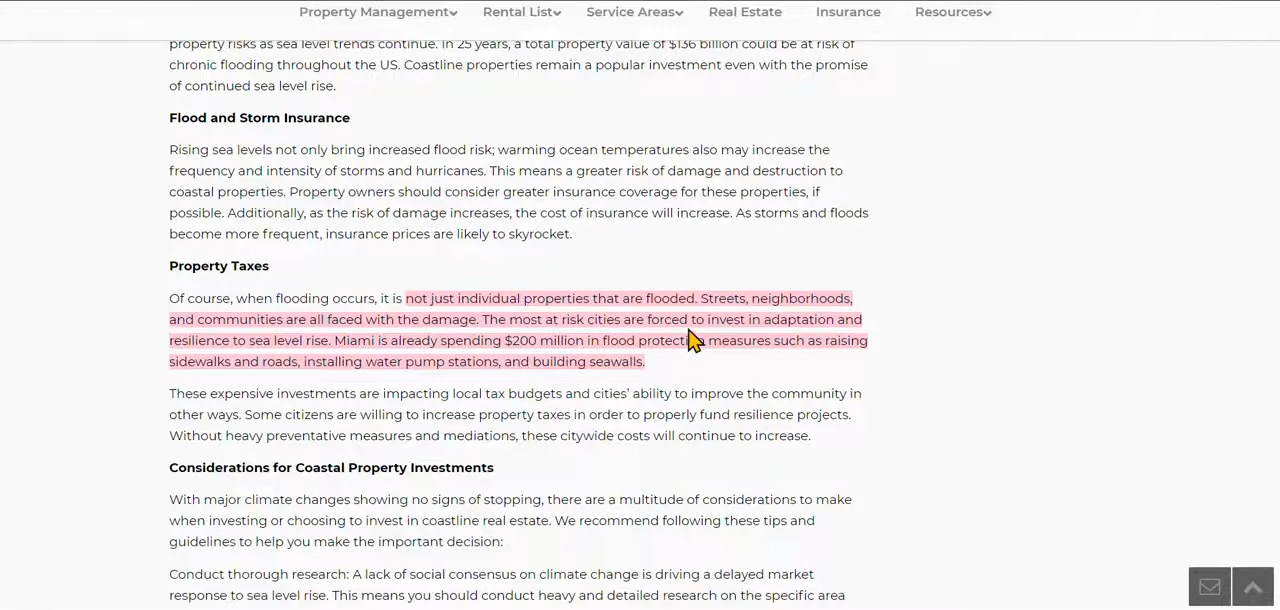 Property Management Rental List Service Areas Real Estate Insurance Resources
property risks as sea level trends continue. In 25 years, a total property value of $136 billion could be at risk of
chronic flooding throughout the US. Coastline properties remain a popular investment even with the promise
of continued sea level rise.
Flood and Storm Insurance
Rising sea levels not only bring increased flood risk; warming ocean temperatures also may increase the
frequency and intensity of storms and hurricanes. This means a greater risk of damage and destruction to
coastal properties. Property owners should consider greater insurance coverage for these properties, if
possible. Additionally, as the risk of damage increases, the cost of insurance will increase. As storms and floods
become more frequent, insurance prices are likely to skyrocket.
Property Taxes
Of course, when flooding occurs, it is not just individual properties that are flooded. Streets, neighborhoods,
and communities are all faced with the damage. The most at risk cities are forced to invest in adaptation and
resilience to sea level rise. Miami is already spending $200 million in flood protecting measures such as raising
sidewalks and roads, installing water pump stations, and building seawalls.
These expensive investments are impacting local tax budgets and cities’ ability to improve the community in
other ways. Some citizens are willing to increase property taxes in order to properly fund resilience projects.
Without heavy preventative measures and mediations, these citywide costs will continue to increase.
Considerations for Coastal Property Investments
With major climate changes showing no signs of stopping, there are a multitude of considerations to make
when investing or choosing to invest in coastline real estate. We recommend following these tips and
guidelines to help you make the important decision:
Conduct thorough research: A lack of social consensus on climate change is driving a delayed market
response to sea level rise. This means you should conduct heavy and detailed research on the specific area